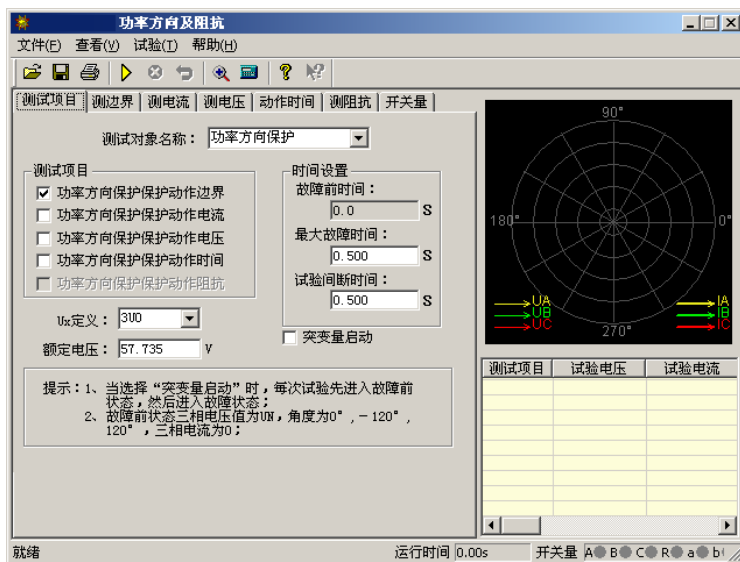 功率方向及阻抗
文件(F) 查看(V) 试验(T) 帮助(H)
测试项目 测边界 测电流 测电压 动作时间 测阻抗 开关量
测试对象名称： 功率方向保护
测试项目
功率方向保护保护动作边界
功率方向保护保护动作电流
功率方向保护保护动作电压
功率方向保护保护动作时间
功率方向保护保护动作阻抗
时间设置
故障前时间：
0.0 S
最大故障时间：
0.500 S
试验间断时间：
0.500 S
Ux定义： 3U0
突变量启动
额定电压： 57.735 V
提示：1、当选择“突变量启动”时，每次试验先进入故障前
状态，然后进入故障状态；
2、故障前状态三相电压值为UN，角度为0°,－120°,
120°，三相电流为0；
90°
180° 0°
270°
UA IA
UB IB
UC IC
测试项目 试验电压 试验电流
就绪 运行时间 0.00s 开关量 A B C R a b